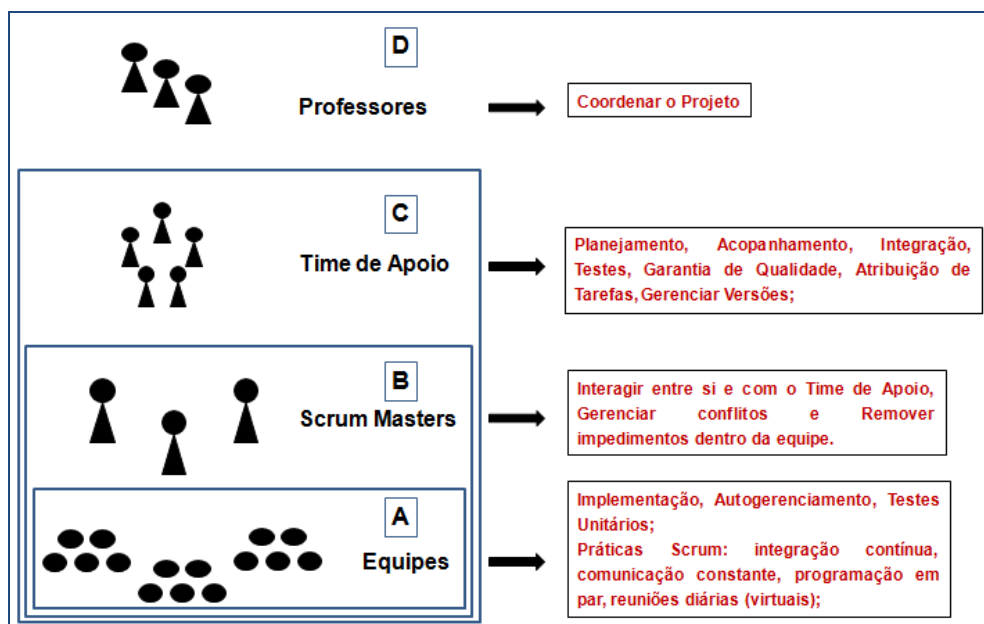 D
Professores
Coordenar o Projeto
C
Time de Apoio
Planejamento, Acopanhamento, Integração,
Testes, Garantia de Qualidade, Atribuição de
Tarefas, Gerenciar Versões;
B
Scrum Masters
Interagir entre si e com o Time de Apoio,
Gerenciar conflitos e Remover
impedimentos dentro da equipe.
A
Equipes
Implementação, Autogerenciamento, Testes
Unitários;
Práticas Scrum: integração contínua,
comunicação constante, programação em
par, reuniões diárias (virtuais);